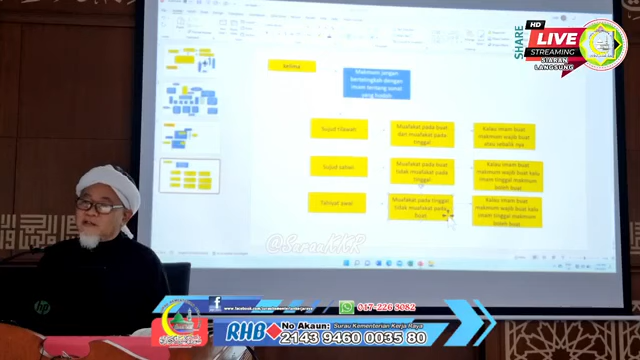 SHARE
HD
LIVE
STREAMING
SIARAN
LANGSUNG
kelima
Makmum jangan
bersalingkah dengan
imam tentang sunat
yang
Sujud tilawah
Muafakat pada buat
dan muafakat pada
tinggal
Kalau imam buat
makmum wajib buat
atau sebalik nya
Sujud sahwi
Muafakat pada buat
tidak muafakat pada
tinggal
Kalau imam buat
makmum wajib buat kalu
imam tinggal makmum
boleh buat
Tahiyat awal
Muafakat pada tinggal
tidak muafakat pada
buat
Kalau imam buat
makmum wajib buat kalu
imam tinggal makmum
boleh buat
@SurauKKR
hp
017-226 8082
RHB
No Akaun: Surau Kementerian Kerja Raya
2143 9460 0035 80